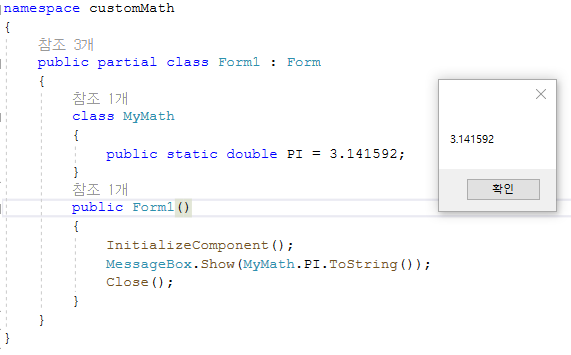 namespace customMath
{
참조 3개
public partial class Form1 : Form
{
참조 1개
class MyMath
{
public static double PI = 3.141592;
}
참조 1개
public Form1()
{
InitializeComponent();
MessageBox.Show(MyMath.PI.ToString());
Close();
}
}
}
3.141592
확인